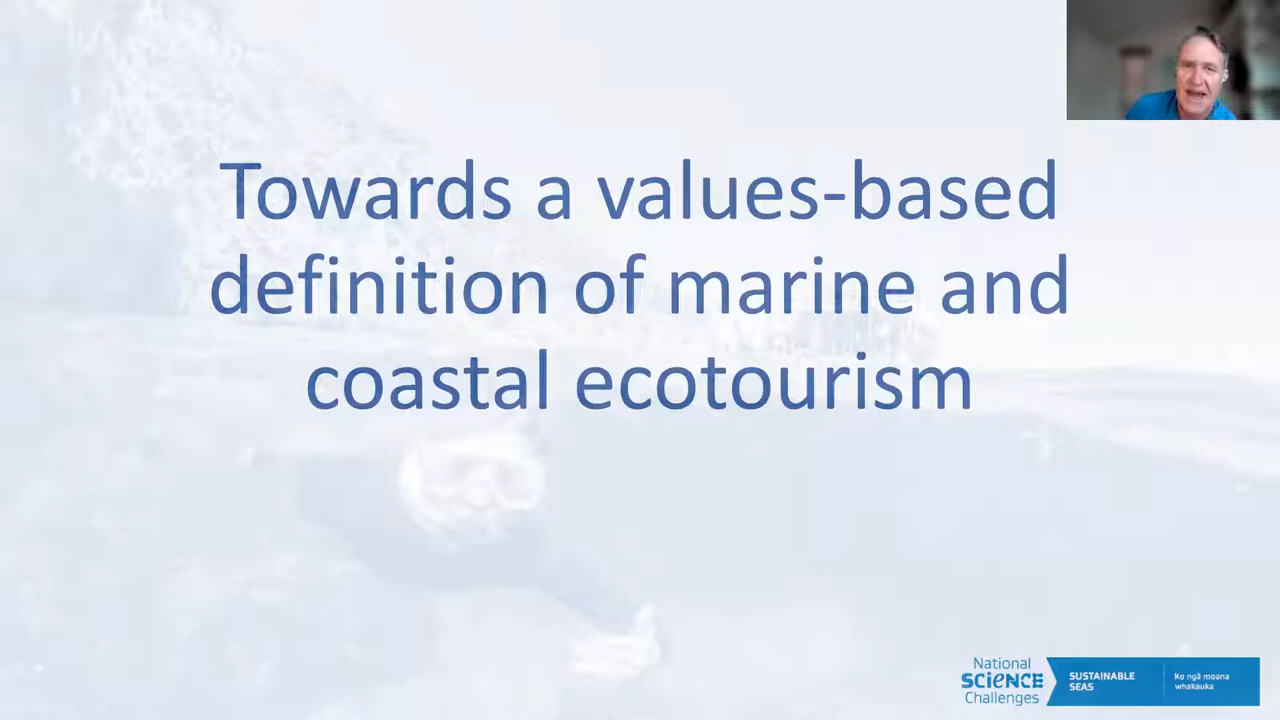 Towards a values-based
definition of marine and
coastal ecotourism
National
SCIENCE
Challenges
SUSTAINABLE
SEAS
Ko ngā moana
whakauka